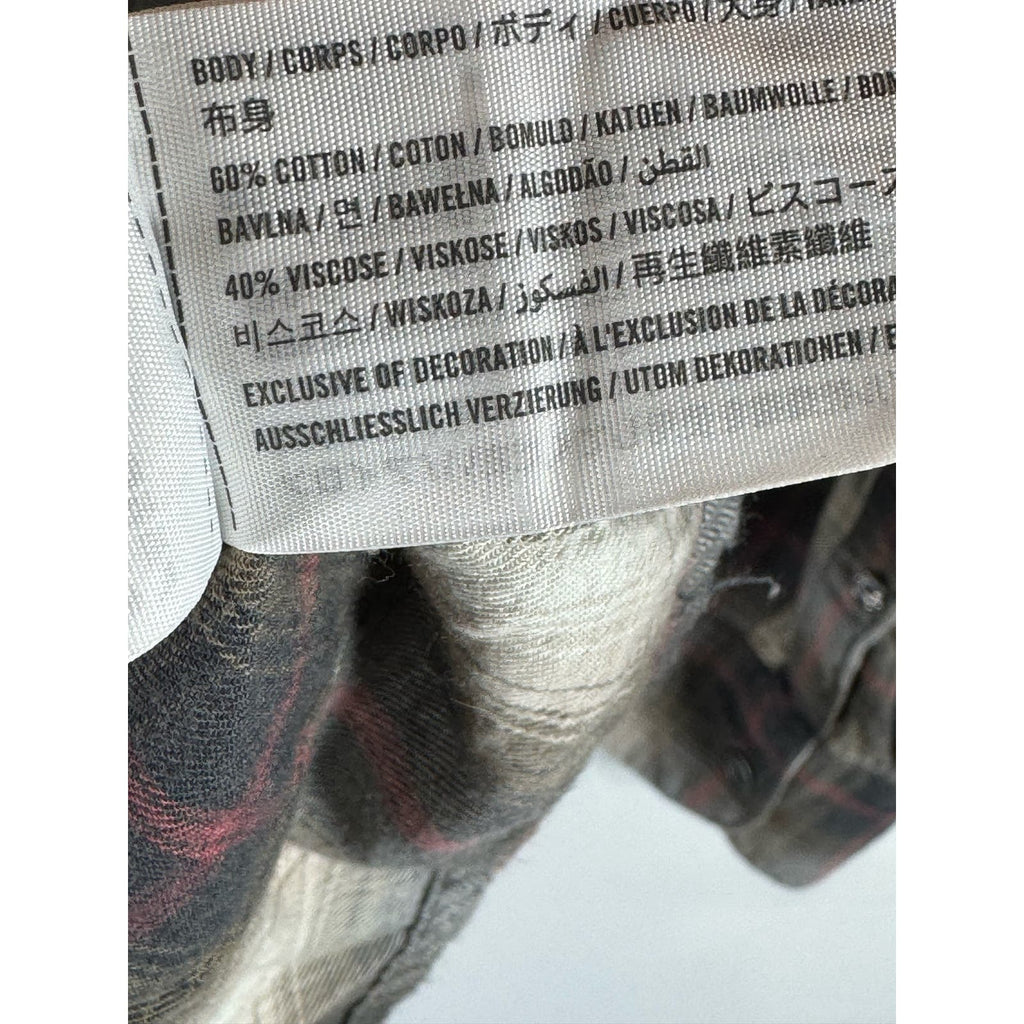 BODY / CORPS / CORPO / ボディ / CUERPO / 大身 /
布身
60% COTTON / COTON / BOMULD / KATOEN / BAUMWOLLE /
BAVLNA / 면 / BAWEŁNA / ALGODÃO / القطن
40% VISCOSE / VISKOSE / VISKOS / VISCOSA / ビスコース
비스코스 / WISKOZA / الفسكوز / 再生纖維素纖維
EXCLUSIVE OF DECORATION / À L'EXCLUSION DE LA DÉCORA
AUSSCHLIESSLICH VERZIERUNG / UTOM DEKORATIONEN /